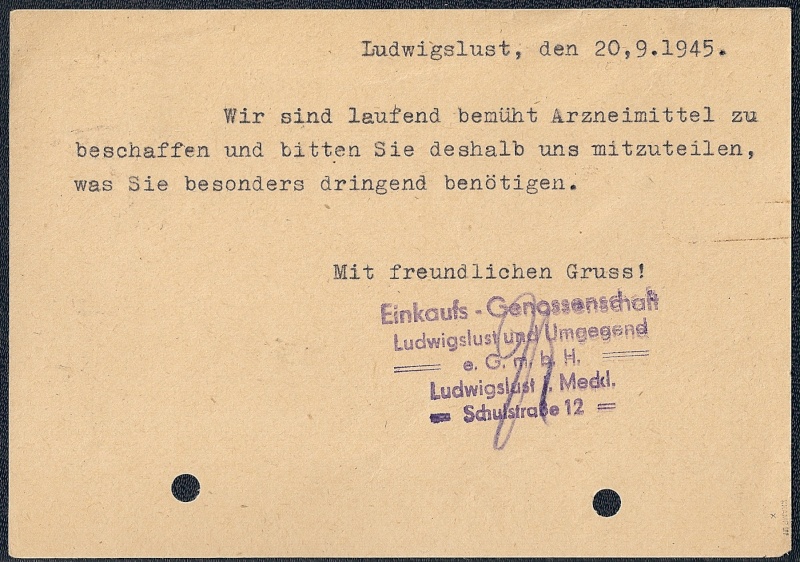 Ludwigslust, den 20,9.1945.
Wir sind laufend bemüht Arzneimittel zu
beschaffen und bitten Sie deshalb uns mitzuteilen,
was Sie besonders dringend benötigen.
Mit freundlichen Gruss!
Einkaufs - Genossenschaft
Ludwigslust und Umgegend
e. G. m. b. H.
Ludwigslust i. Meckl.
Schulstraße 12